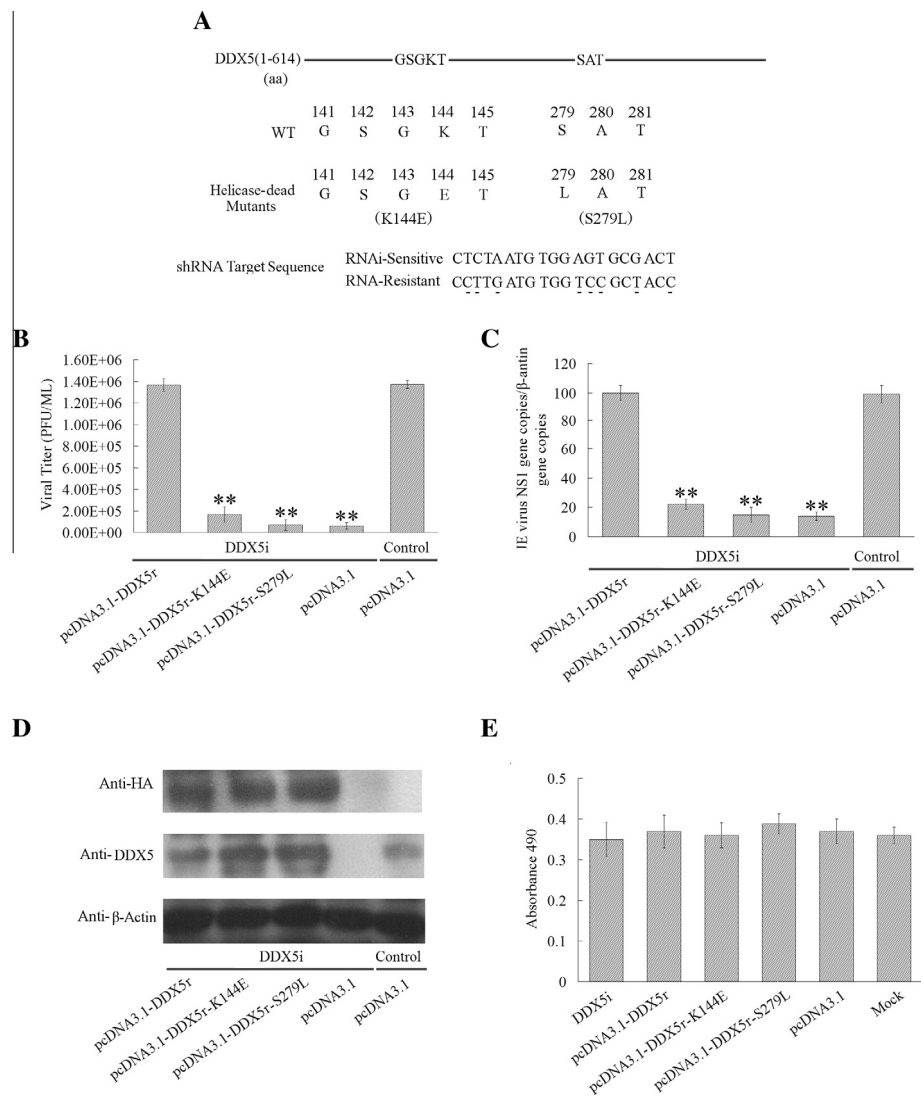 A
DDX5(1-614) GSGKT SAT
(aa)
141 142 143 144 145 279 280 281
WT G S G K T S A T
141 142 143 144 145 279 280 281
Helicase-dead Mutants G S G E T L A T
(K144E) (S279L)
shRNA Target Sequence
RNAi-Sensitive CTCTA ATG TGG AGT GCG ACT
RNA-Resistant CCTTG ATG TGG TCC GCT ACC
B
Viral Titer (PFU/ML)
1.60E+06
1.40E+06
1.20E+06
1.00E+06
8.00E+05
6.00E+05
4.00E+05
2.00E+05
0.00E+00
** ** **
DDX5i Control
pcDNA3.1-DDX5r
pcDNA3.1-DDX5r-K144E
pcDNA3.1-DDX5r-S279L
pcDNA3.1
pcDNA3.1
C
JE virus NS1 gene copies/β-antin
gene copies
120
100
80
60
40
20
0
** ** **
DDX5i Control
pcDNA3.1-DDX5r
pcDNA3.1-DDX5r-K144E
pcDNA3.1-DDX5r-S279L
pcDNA3.1
pcDNA3.1
D
Anti-HA
Anti-DDX5
Anti-β-Actin
DDX5i Control
pcDNA3.1-DDX5r
pcDNA3.1-DDX5r-K144E
pcDNA3.1-DDX5r-S279L
pcDNA3.1
pcDNA3.1
E
Absorbance 490
0.5
0.4
0.3
0.2
0.1
0
DDX5i
pcDNA3.1-DDX5r
pcDNA3.1-DDX5r-K144E
pcDNA3.1-DDX5r-S279L
pcDNA3.1
Mock